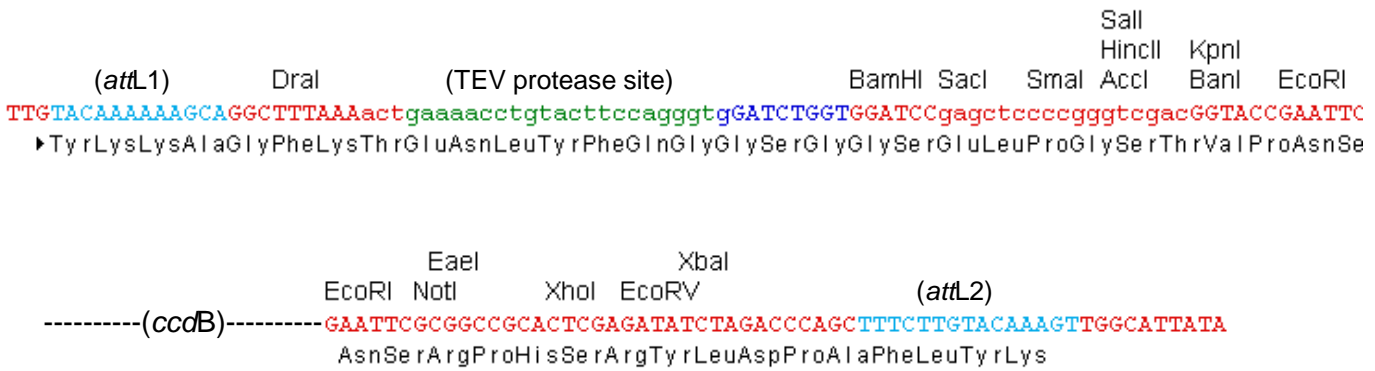 SalI
HincII KpnI
(attL1) DraI (TEV protease site) BamHI SacI SmaI AccI BanI EcoRI
TTGTACAAAAAAGCAGGCTTTAAAactgaaaacctgtacttccagggtgGATCTGGTGGATCCgagctccccgggtcgacGGTACCGAATTC
▸TyrLysLysAlaGlyPheLysThrGluAsnLeuTyrPheGlnGlyGlySerGlyGlySerGluLeuProGlySerThrValProAsnSe
EaeI XbaI
EcoRI NotI XhoI EcoRV (attL2)
----------(ccdB)----------GAATTCGCGGCCGCACTCGAGATATCTAGACCCAGCTTTCTTGTACAAAGTTGGCATTATA
AsnSerArgProHisSerArgTyrLeuAspProAlaPheLeuTyrLys